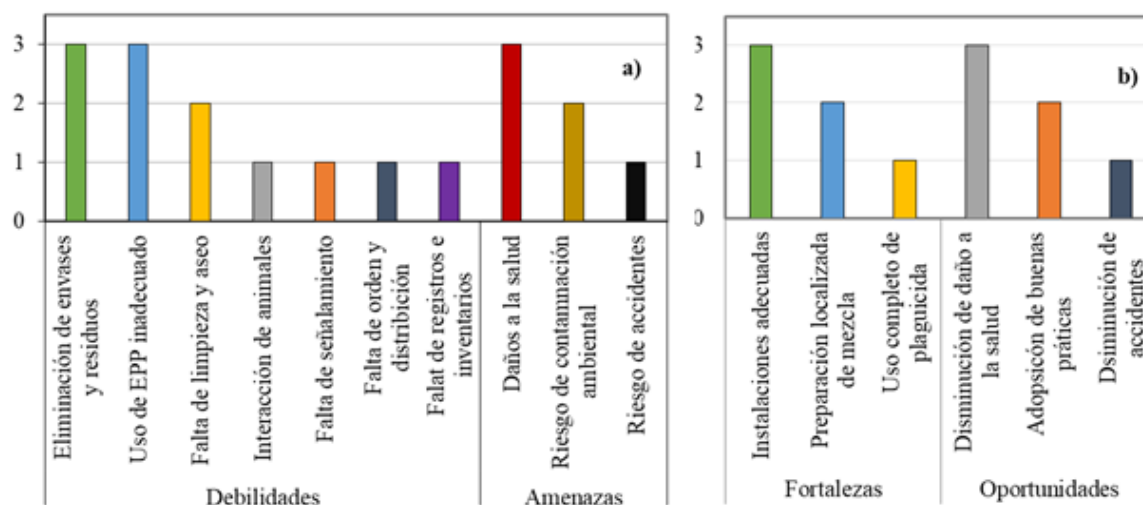 3
2
1
0
a)
Eliminación de envases
y residuos
Uso de EPP inadecuado
Falta de limpieza y aseo
Interacción de animales
Falta de señalamiento
Falta de orden y
distribición
Falat de registros e
inventarios
Daños a la salud
Riesgo de contamnación
ambiental
Riesgo de accidentes
Debilidades
Amenazas
3
2
1
0
b)
Instalaciones adecuadas
Preparación localizada
de mezcla
Uso completo de
plaguicida
Disminución de daño a
la salud
Adopsicón de buenas
práticas
Dsiminución de
accidentes
Fortalezas
Oportunidades